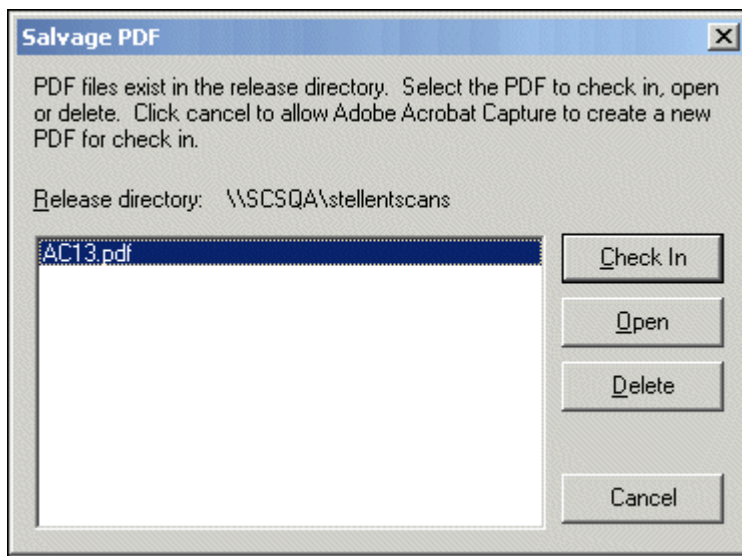 Salvage PDF
PDF files exist in the release directory. Select the PDF to check in, open
or delete. Click cancel to allow Adobe Acrobat Capture to create a new
PDF for check in.
Release directory: \\SCSQA\stellentscans
AC13.pdf
Check In
Open
Delete
Cancel